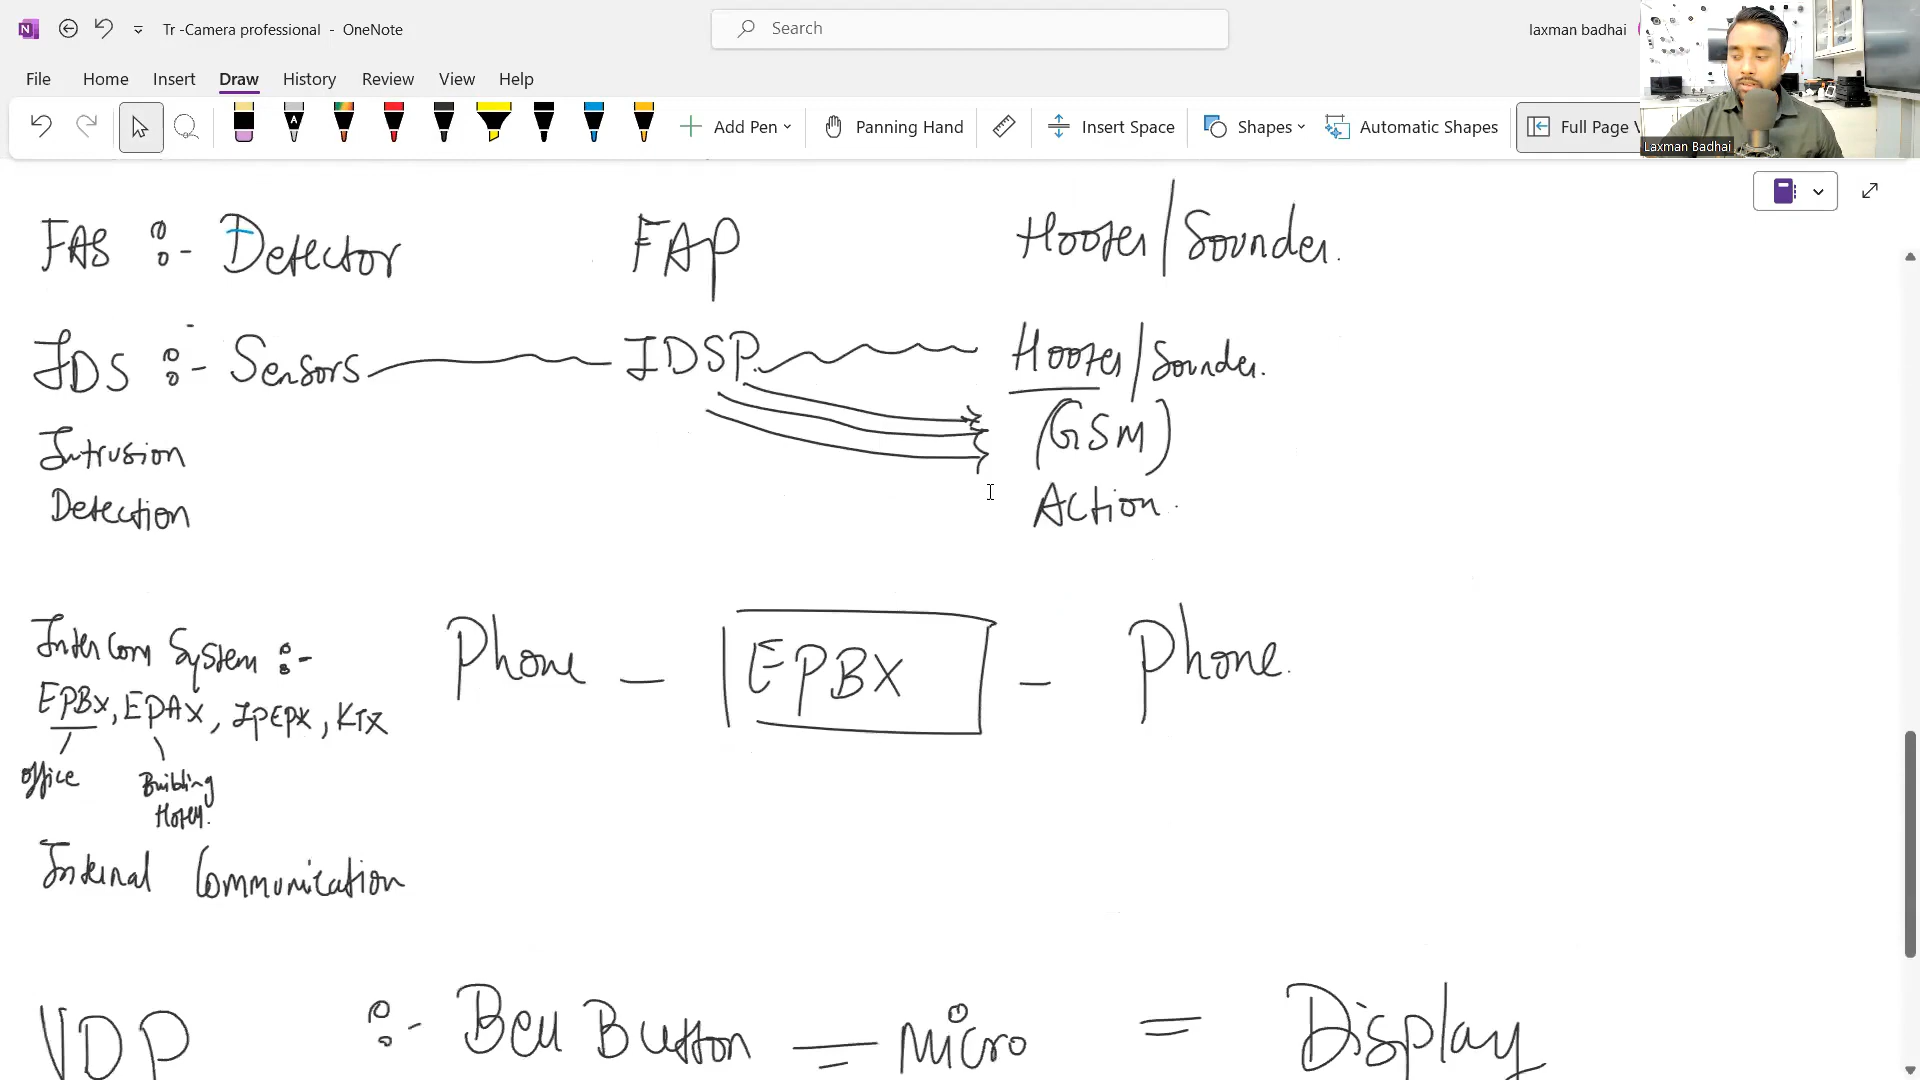 Tr -Camera professional - OneNote
Search
laxman badhai
File Home Insert Draw History Review View Help
Add Pen Panning Hand Insert Space Shapes Automatic Shapes Full Page V
Laxman Badhai
FAS :- Detector FAP Hooter/Sounder.
IDS :- Sensors IDSP Hooter/Sounder.
(GSM)
Intrusion
Detection Action.
Intercom System :- Phone - EPBX - Phone.
EPBX, EPAX, IPEPX, KTX
office Building
Hotel.
Internal Communication
VDP :- Bell Button = Micro = Display